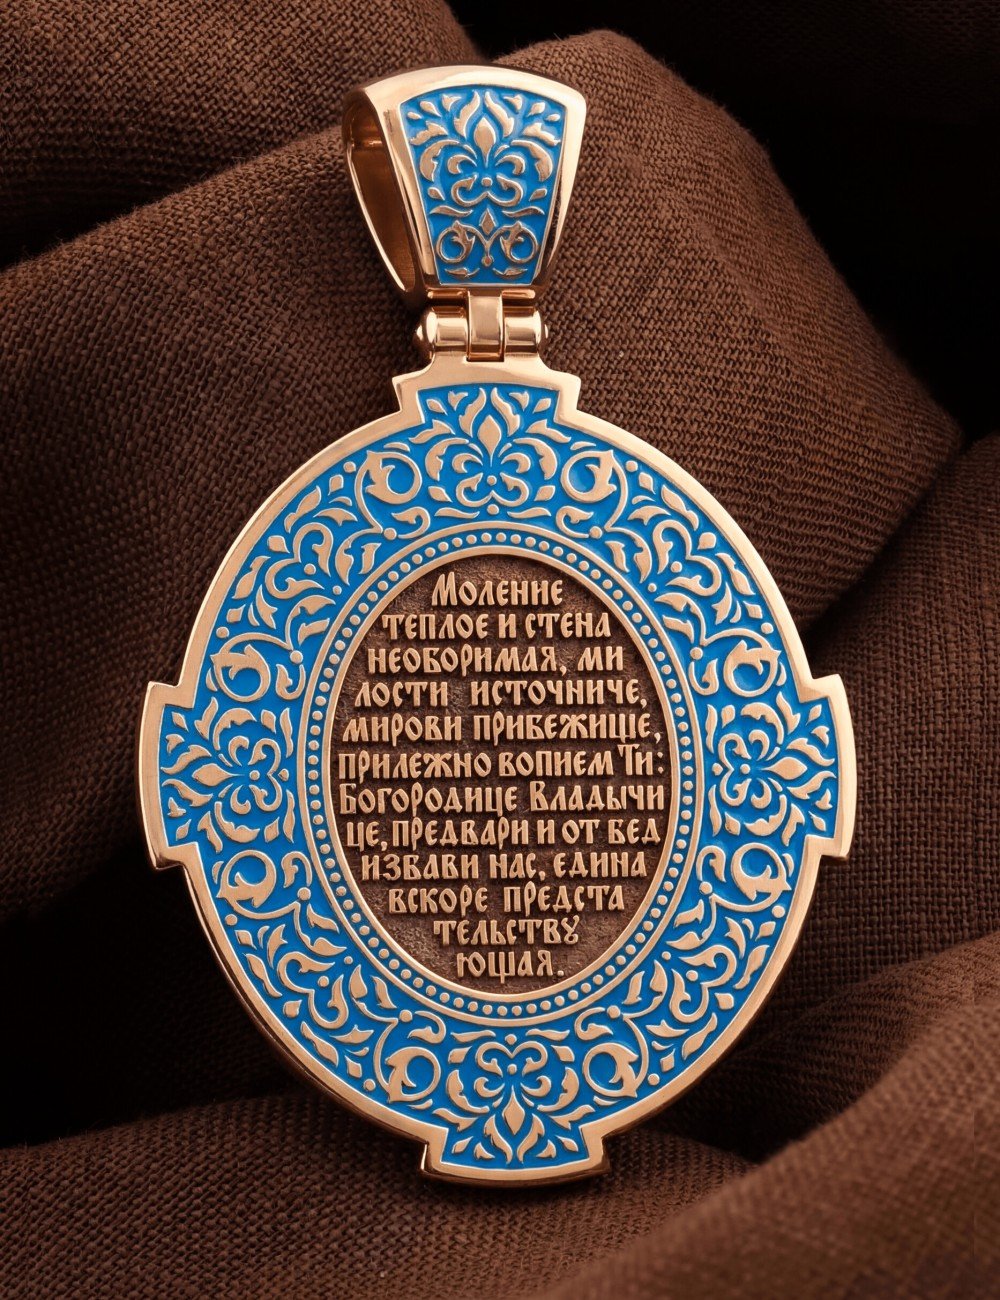 Моление
теплое и стена
необоримая, ми
лости источниче,
мирови прибежище,
прилежно вопием Ти:
Богородице Владычи
це, предвари и от бед
избави нас, едина
вскоре предста
тельствꙋ
ющая.